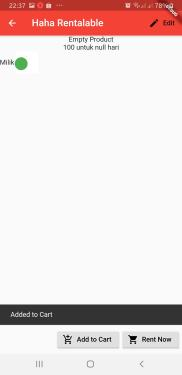 22:37
78%
Haha Rentalable
Edit
Empty Product
100 untuk null hari
Milik
Added to Cart
Add to Cart
Rent Now